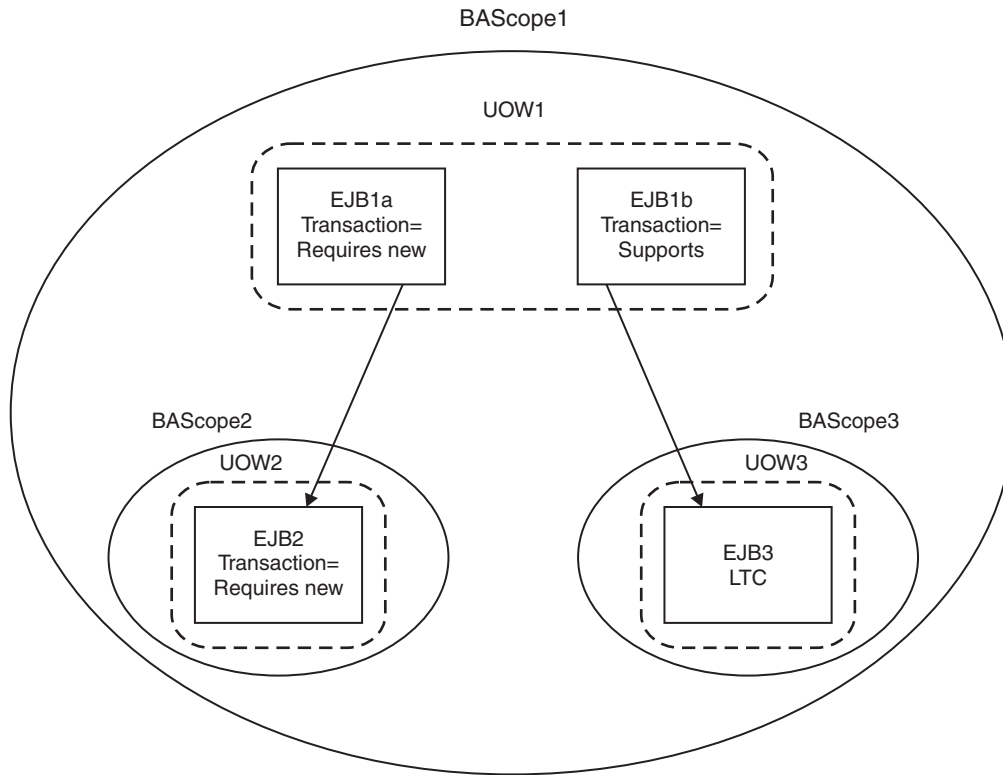 BAScope1
UOW1
EJB1a
Transaction=
Requires new
EJB1b
Transaction=
Supports
BAScope2
UOW2
EJB2
Transaction=
Requires new
BAScope3
UOW3
EJB3
LTC